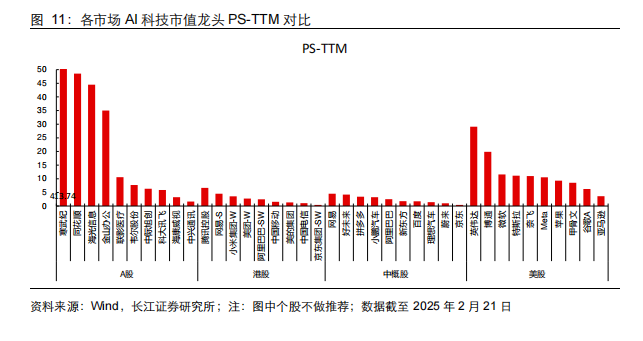 图 11：各市场 AI 科技市值龙头 PS-TTM 对比
PS-TTM
50
45
40
35
30
25
20
15
10
5
0
寒武纪
同花顺
海光信息
金山办公
联影医疗
韦尔股份
中际旭创
科大讯飞
海康威视
中兴通讯
腾讯控股
网易-S
小米集团-W
美团-W
阿里巴巴-SW
中国移动
美的集团
中国电信
京东集团-SW
网易
好未来
拼多多
小鹏汽车
阿里巴巴
新东方
百度
理想汽车
蔚来
京东
英伟达
博通
微软
特斯拉
奈飞
Meta
苹果
甲骨文
谷歌A
亚马逊
A股
港股
中概股
美股
资料来源：Wind，长江证券研究所；注：图中个股不做推荐；数据截至 2025 年 2 月 21 日